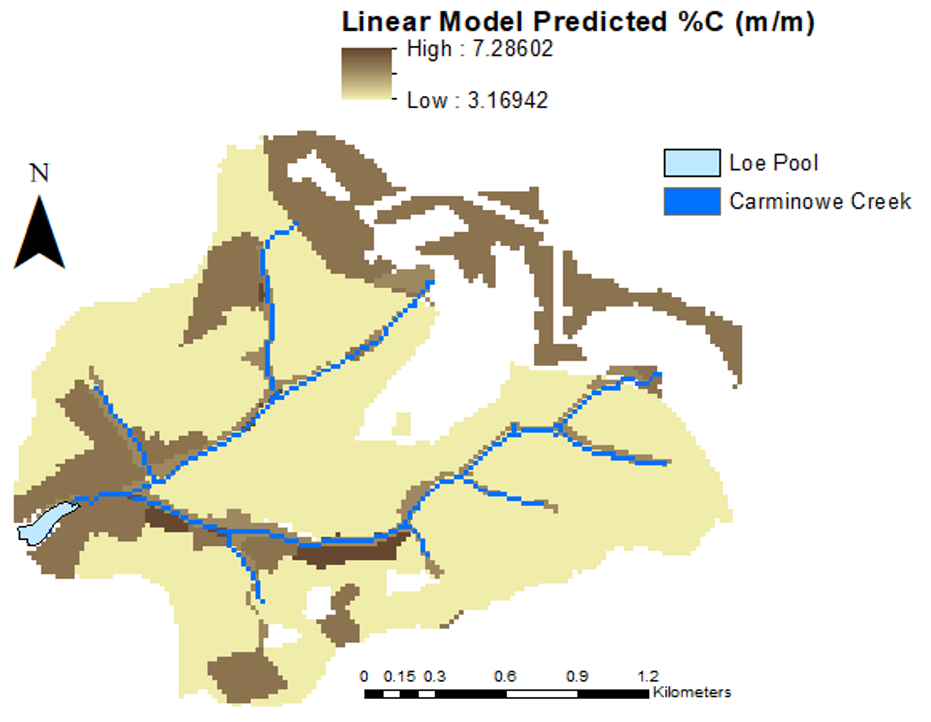 Linear Model Predicted %C (m/m)
High : 7.28602
Low : 3.16942
N
Loe Pool
Carminowe Creek
0 0.15 0.3 0.6 0.9 1.2
Kilometers